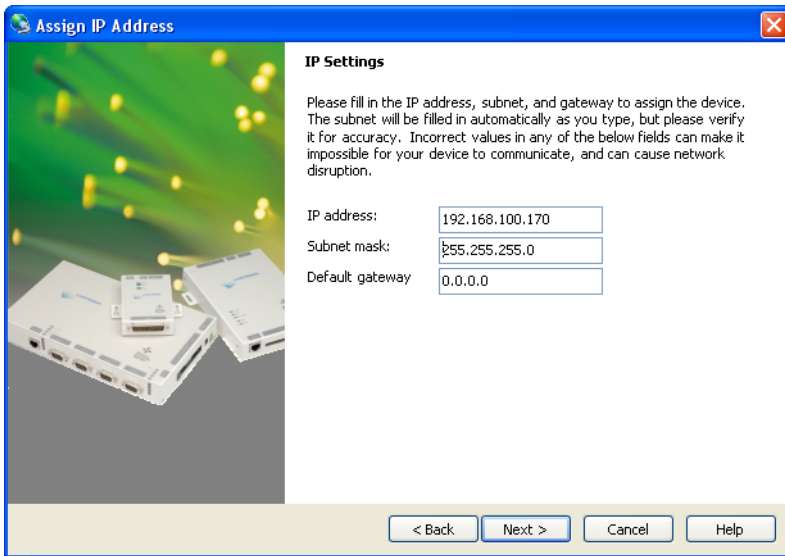 Assign IP Address
IP Settings
Please fill in the IP address, subnet, and gateway to assign the device.
The subnet will be filled in automatically as you type, but please verify
it for accuracy. Incorrect values in any of the below fields can make it
impossible for your device to communicate, and can cause network
disruption.
IP address: 192.168.100.170
Subnet mask: 255.255.255.0
Default gateway 0.0.0.0
< Back Next > Cancel Help